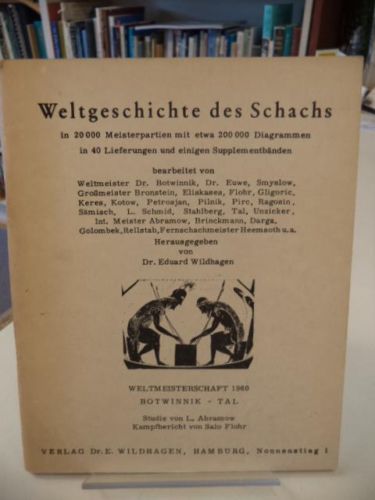 Weltgeschichte des Schachs
in 20 000 Meisterpartien mit etwa 200 000 Diagrammen
in 40 Lieferungen und einigen Supplementbänden
bearbeitet von
Weltmeister Dr. Botwinnik, Dr. Euwe, Smyslow,
Großmeister Bronstein, Eliskases, Flohr, Gligoric,
Keres, Kotow, Petrosjan, Pilnik, Pirc, Ragosin,
Sämisch, L. Schmid, Stahlberg, Tal, Unzicker,
Int. Meister Abramow, Brinckmann, Darga,
Golombek, Rellstab, Fernschachmeister Heemsoth u.a.
Herausgegeben
von
Dr. Eduard Wildhagen
WELTMEISTERSCHAFT 1960
BOTWINNIK - TAL
Studie von L. Abramow
Kampfbericht von Salo Flohr
VERLAG Dr. E. WILDHAGEN, HAMBURG, Nonnenstieg 1